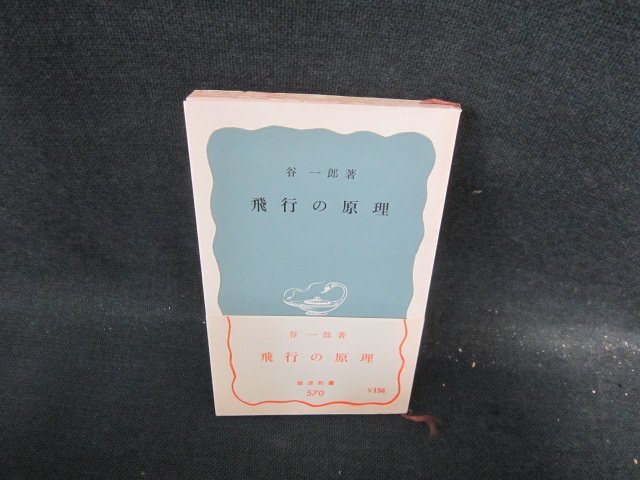 谷一郎著
飛行の原理
谷一郎著
飛行の原理
岩波新書
570
¥150.